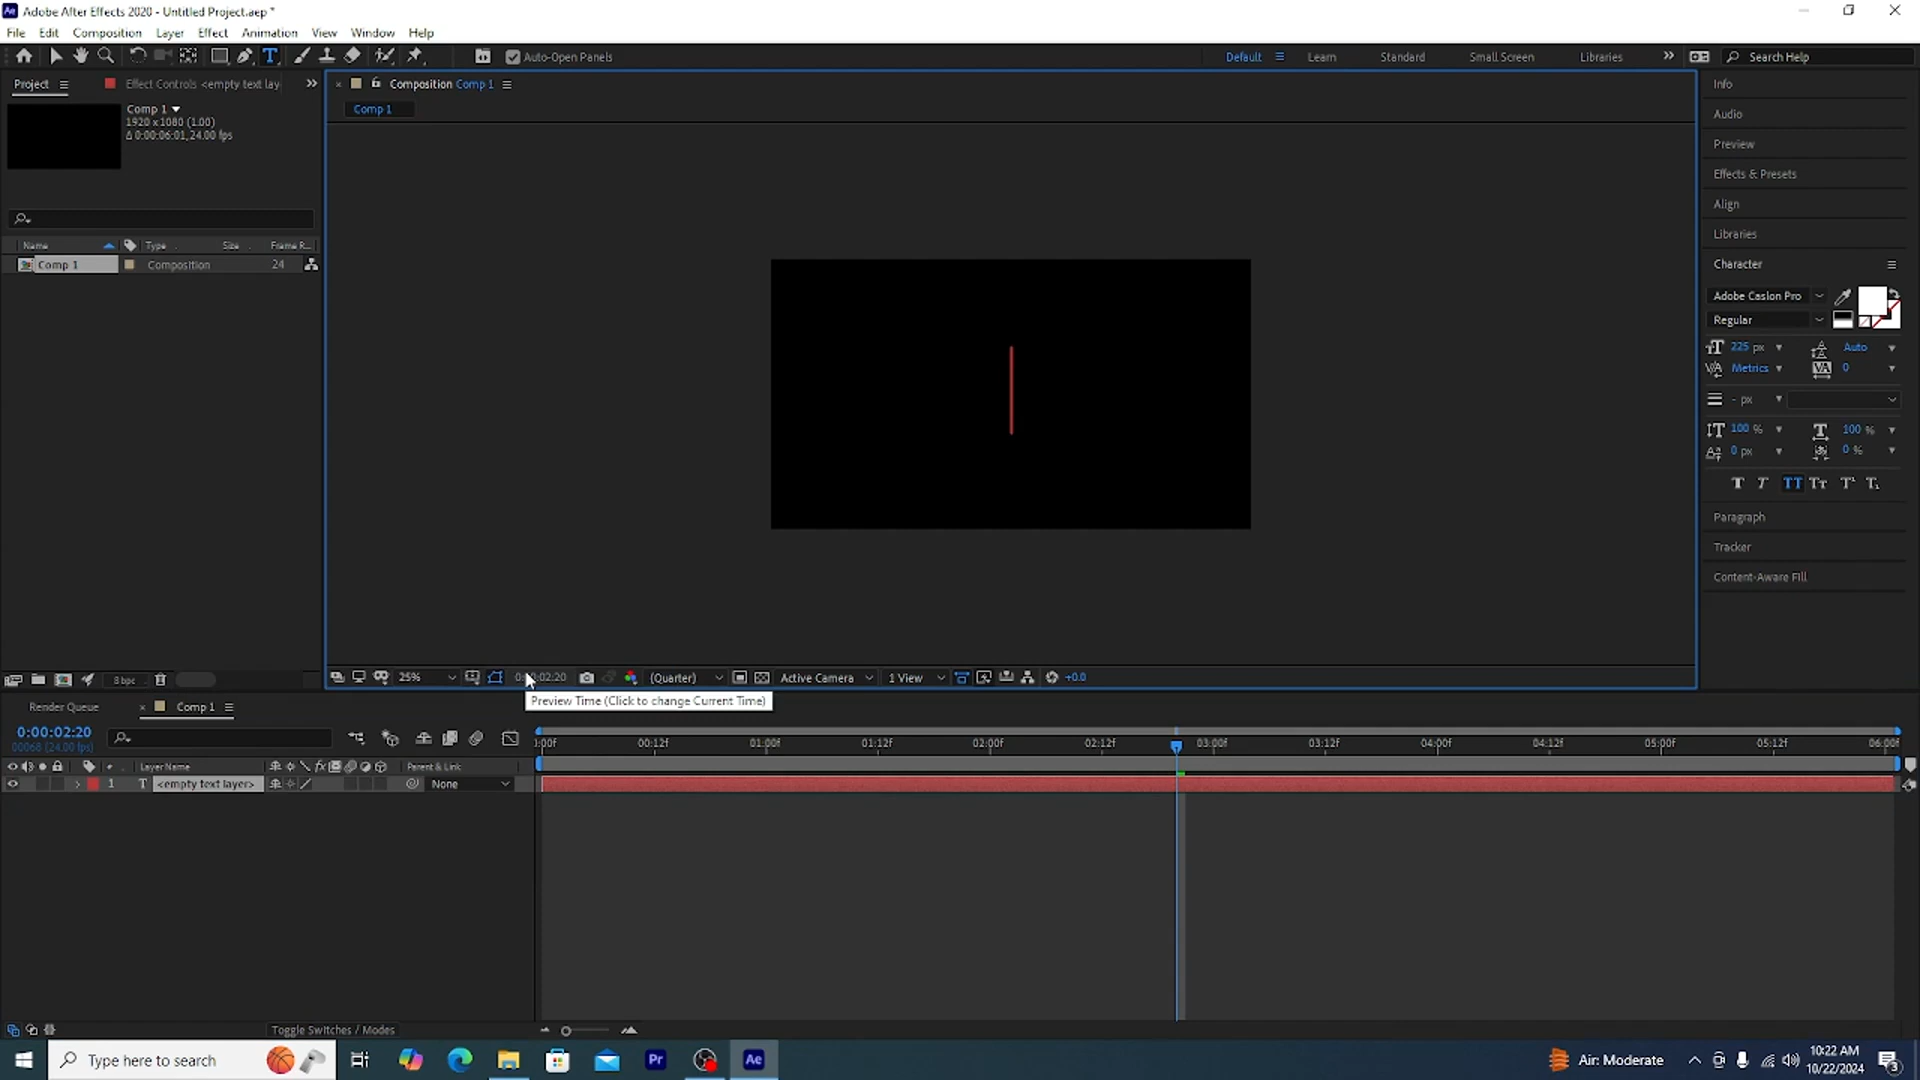 Adobe After Effects 2020 - Untitled Project.aep *
File Edit Composition Layer Effect Animation View Window Help
Auto-Open Panels
Default Learn Standard Small Screen Libraries Search Help
Project Effect Controls <empty text lay
Composition Comp 1
Comp 1
Comp 1
1920 x 1080 (1.00)
Δ 0:00:06:01, 24.00 fps
Name Type Size Frame R...
Comp 1 Composition 24
Info
Audio
Preview
Effects & Presets
Align
Libraries
Character
Adobe Caslon Pro
Regular
225 px Auto
Metrics 0
- px
100 % 100 %
0 px 0 %
T T TT Tr T¹ T₁
Paragraph
Tracker
Content-Aware Fill
8 bpc
25% (Quarter) Active Camera 1 View +0.0
Preview Time (Click to change Current Time)
Render Queue Comp 1
0:00:02:20
00068 (24.00 fps)
:00f 00:12f 01:00f 01:12f 02:00f 02:12f 03:00f 03:12f 04:00f 04:12f 05:00f 05:12f 06:00f
# Layer Name Parent & Link
1 T <empty text layer> None
Toggle Switches / Modes
Type here to search
Pr Ae
Air: Moderate
10:22 AM
10/22/2024
3